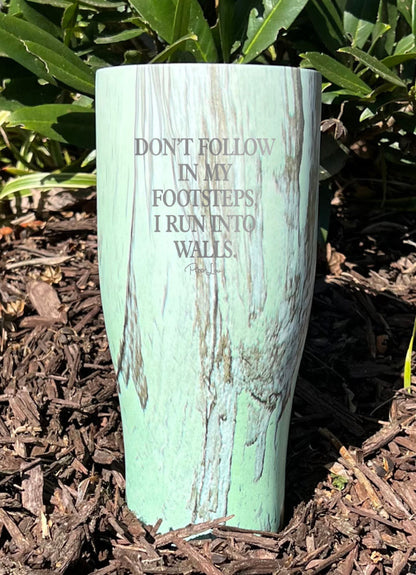 DON'T FOLLOW
IN MY
FOOTSTEPS,
I RUN INTO
WALLS.